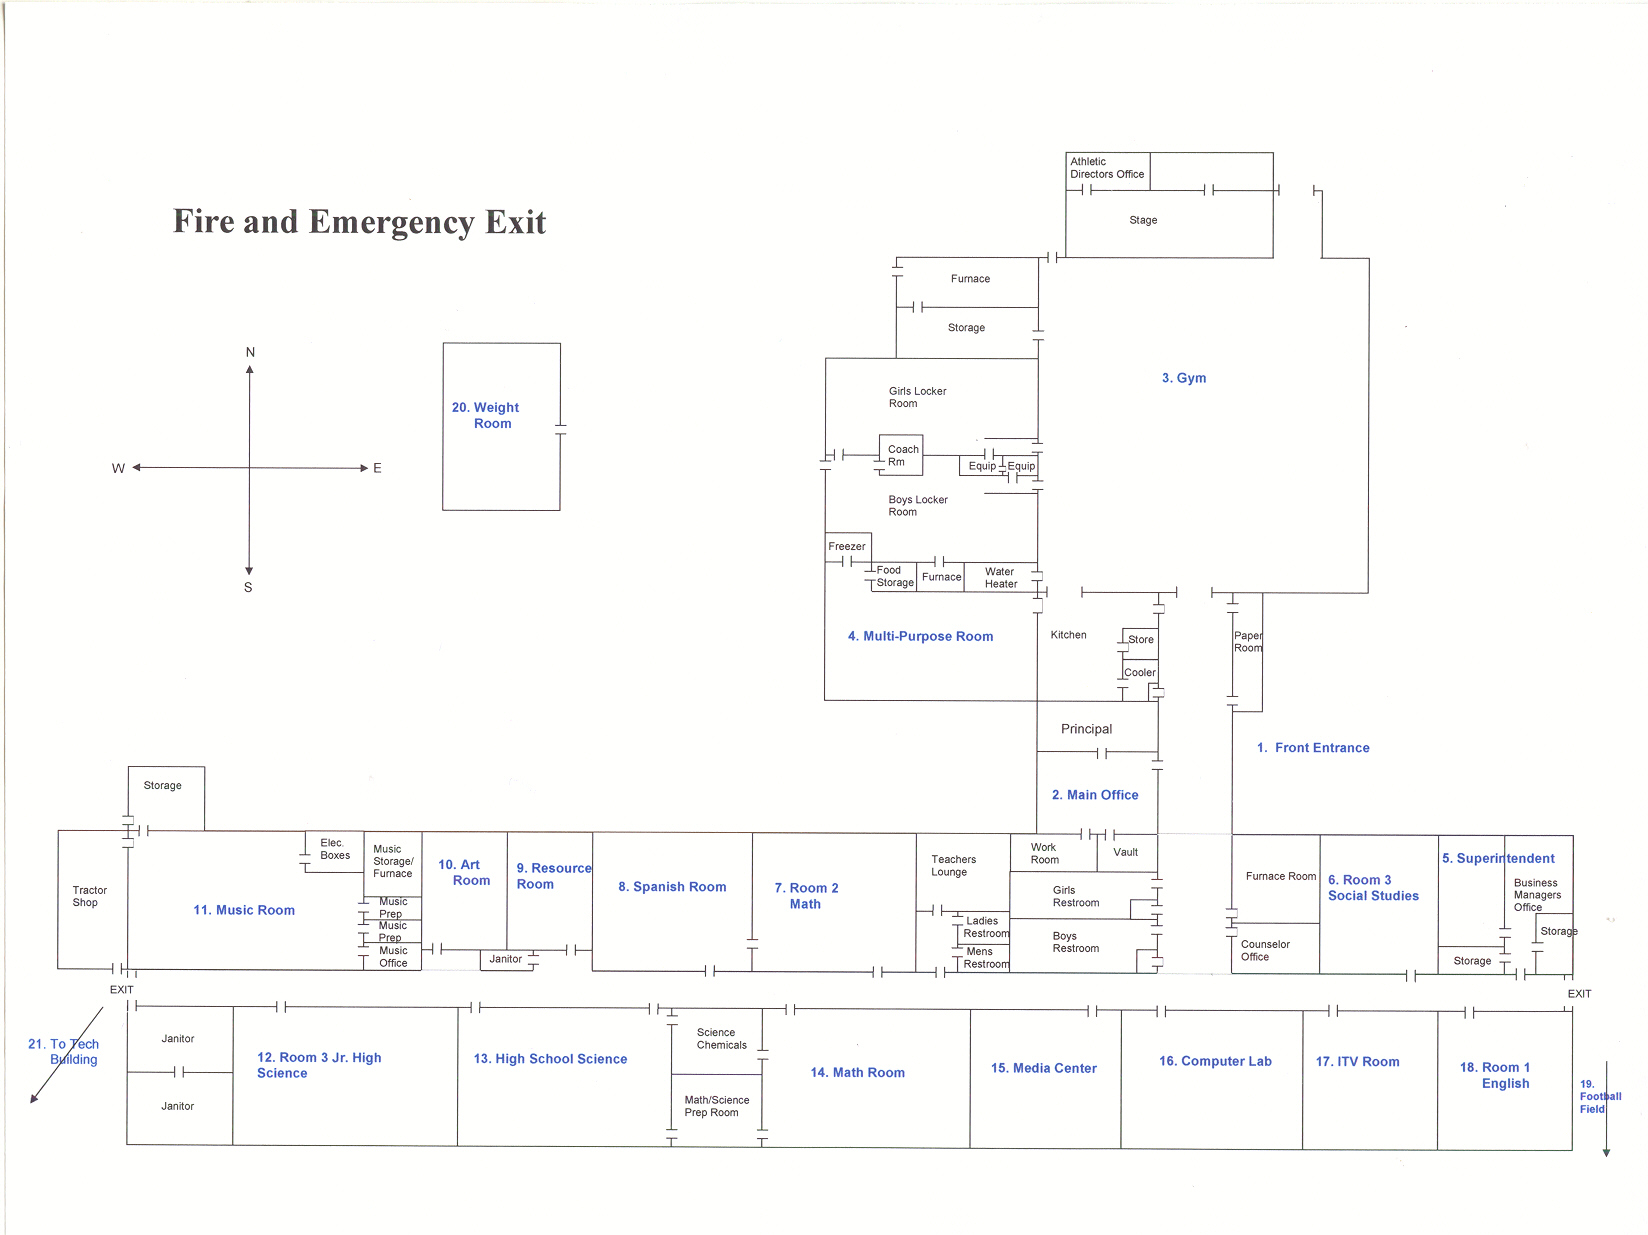 Athletic
Directors Office
Stage
Fire and Emergency Exit
Furnace
Storage
N
W
E
S
20. Weight
Room
3. Gym
Girls Locker
Room
Coach
Rm
Equip
Equip
Boys Locker
Room
Freezer
Food
Storage
Furnace
Water
Heater
4. Multi-Purpose Room
Kitchen
Store
Cooler
Paper
Room
Principal
1. Front Entrance
2. Main Office
Storage
Tractor
Shop
11. Music Room
Elec.
Boxes
Music
Storage/
Furnace
Music
Prep
Music
Prep
Music
Office
10. Art
Room
9. Resource
Room
Janitor
8. Spanish Room
7. Room 2
Math
Teachers
Lounge
Ladies
Restroom
Mens
Restroom
Work
Room
Vault
Girls
Restroom
Boys
Restroom
Furnace Room
Counselor
Office
6. Room 3
Social Studies
5. Superintendent
Business
Managers
Office
Storage
Storage
EXIT
EXIT
21. To Tech
Building
Janitor
Janitor
12. Room 3 Jr. High
Science
13. High School Science
Science
Chemicals
Math/Science
Prep Room
14. Math Room
15. Media Center
16. Computer Lab
17. ITV Room
18. Room 1
English
19.
Football
Field